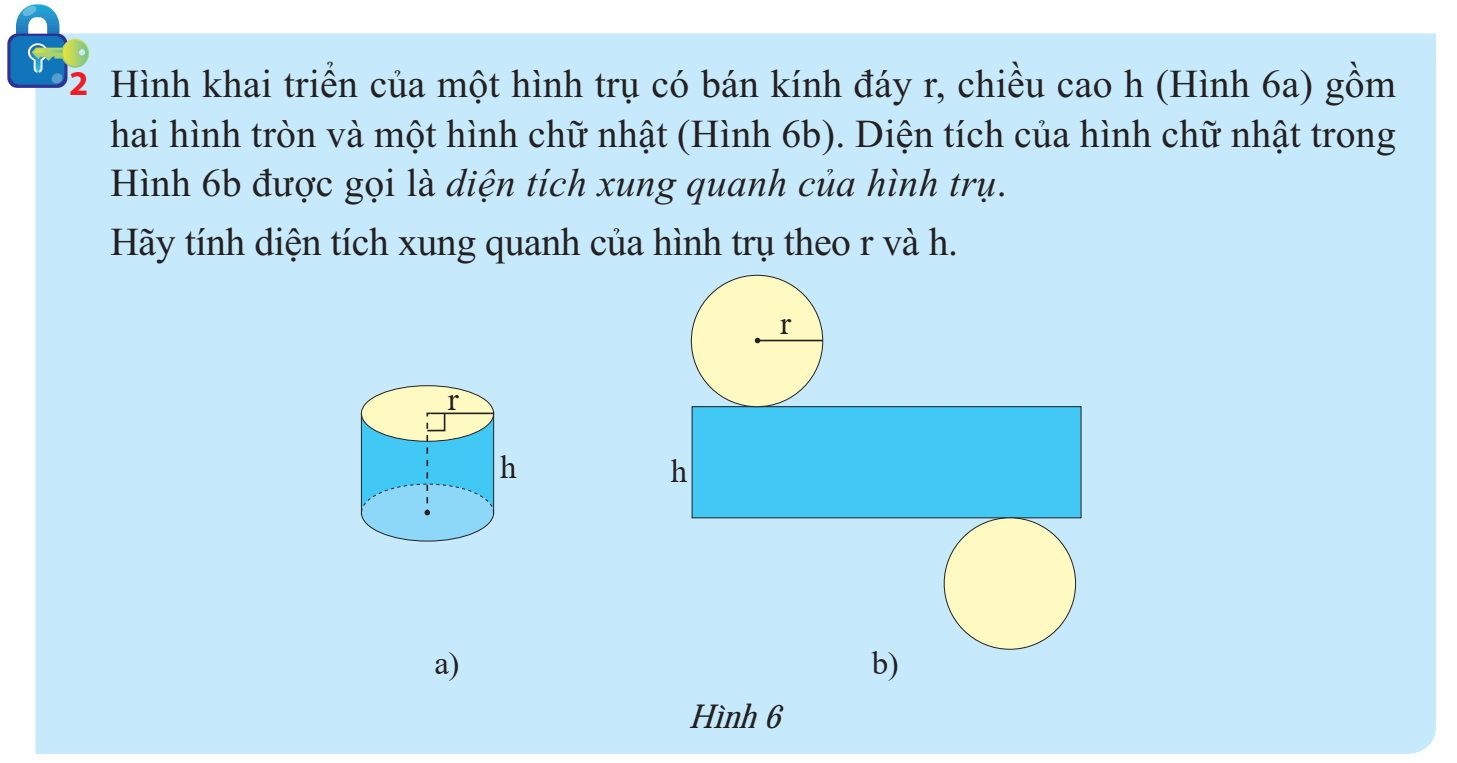 2 Hình khai triển của một hình trụ có bán kính đáy r, chiều cao h (Hình 6a) gồm
hai hình tròn và một hình chữ nhật (Hình 6b). Diện tích của hình chữ nhật trong
Hình 6b được gọi là diện tích xung quanh của hình trụ.
Hãy tính diện tích xung quanh của hình trụ theo r và h.
r
h
r
h
a)
b)
Hình 6